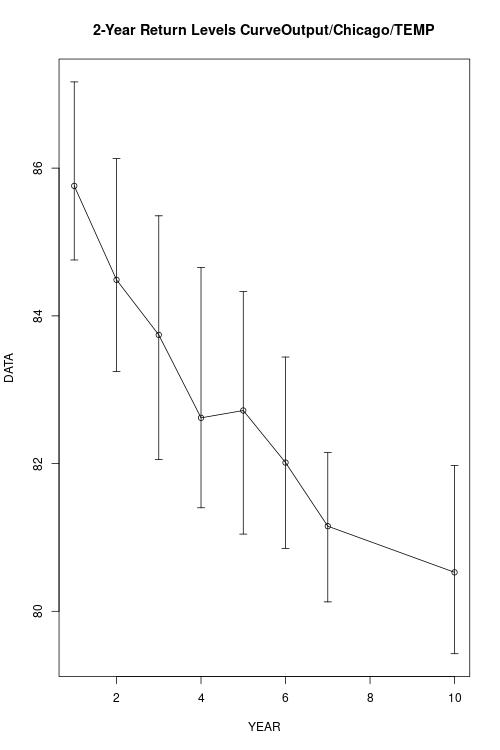 2-Year Return Levels CurveOutput/Chicago/TEMP
86
84
82
80
DATA
2 4 6 8 10
YEAR